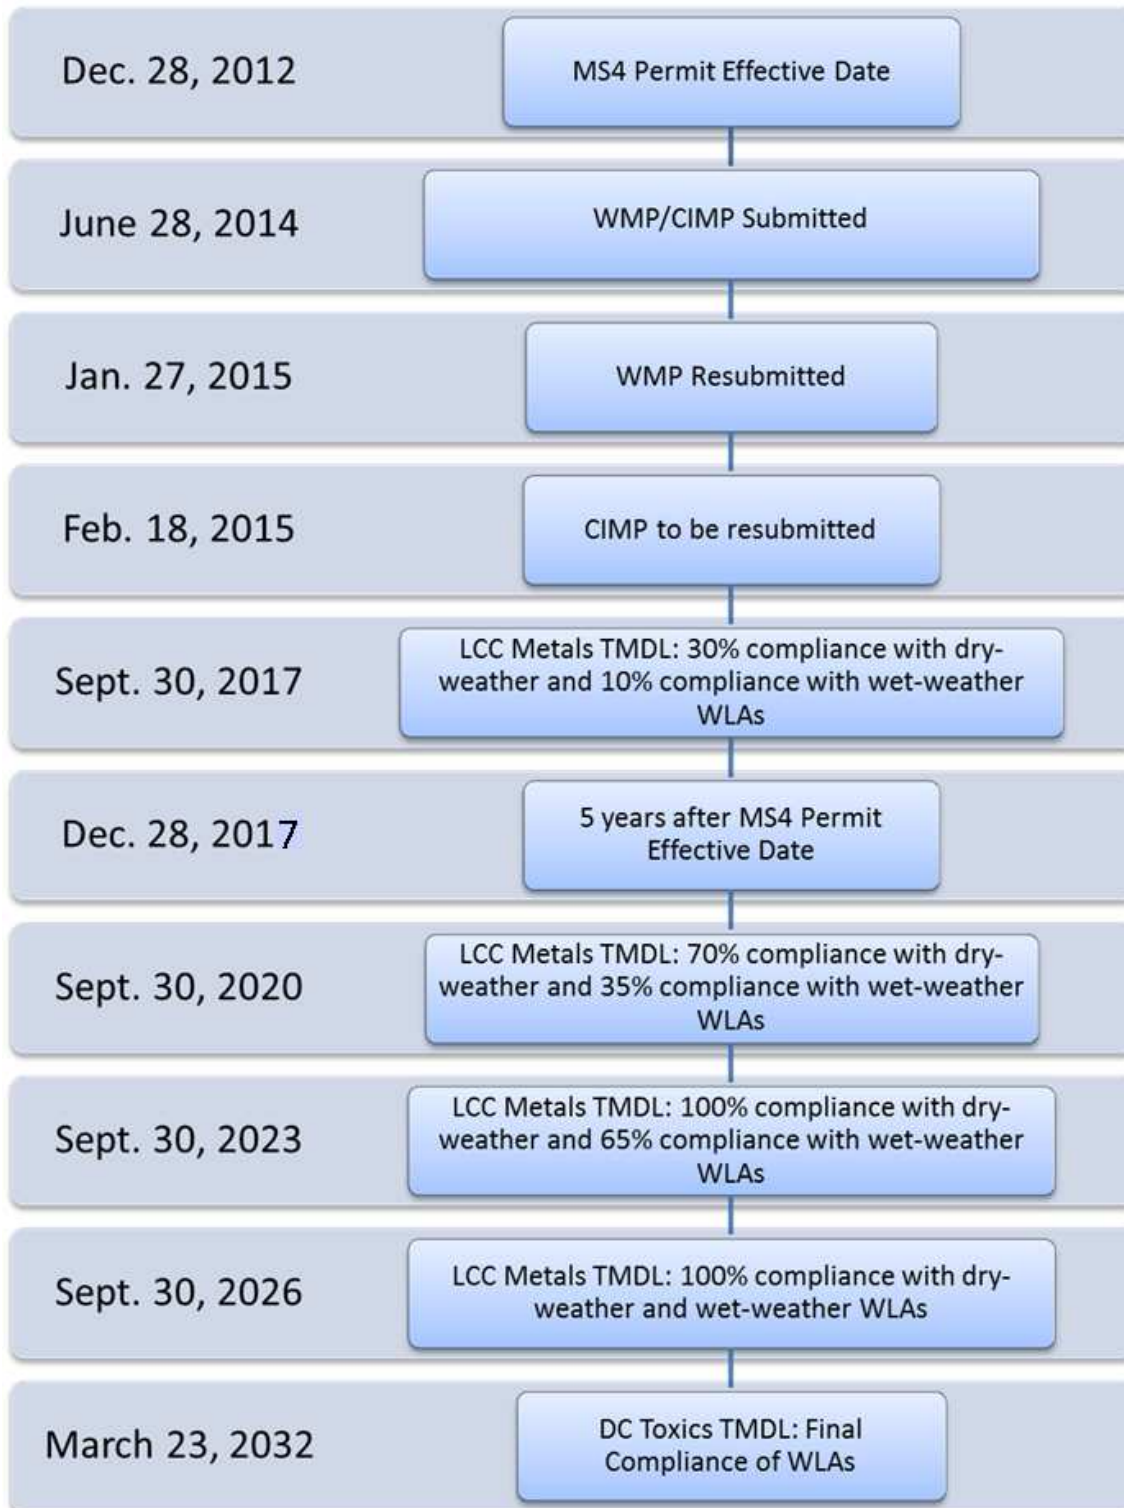 Dec. 28, 2012
MS4 Permit Effective Date
June 28, 2014
WMP/CIMP Submitted
Jan. 27, 2015
WMP Resubmitted
Feb. 18, 2015
CIMP to be resubmitted
Sept. 30, 2017
LCC Metals TMDL: 30% compliance with dry-
weather and 10% compliance with wet-weather
WLAs
Dec. 28, 2017
5 years after MS4 Permit
Effective Date
Sept. 30, 2020
LCC Metals TMDL: 70% compliance with dry-
weather and 35% compliance with wet-weather
WLAs
Sept. 30, 2023
LCC Metals TMDL: 100% compliance with dry-
weather and 65% compliance with wet-weather
WLAs
Sept. 30, 2026
LCC Metals TMDL: 100% compliance with dry-
weather and wet-weather WLAs
March 23, 2032
DC Toxics TMDL: Final
Compliance of WLAs